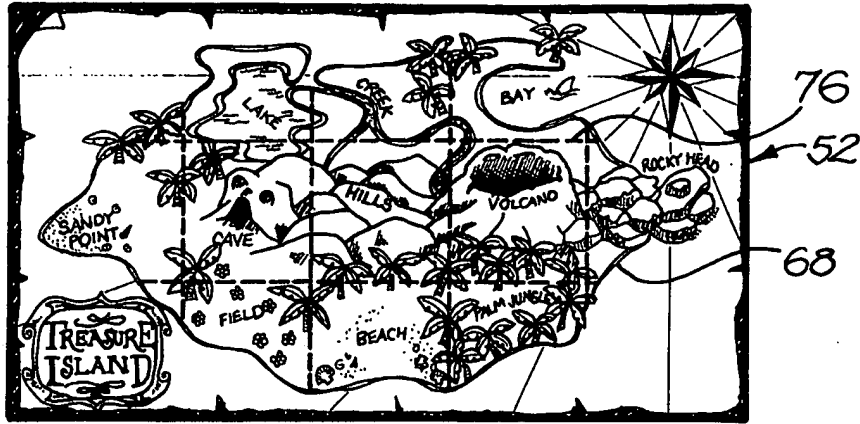 LAKE
CREEK
BAY
76
52
ROCKY HEAD
HILLS
VOLCANO
SANDY
POINT
CAVE
68
FIELD
PALM JUNGLE
BEACH
TREASURE
ISLAND